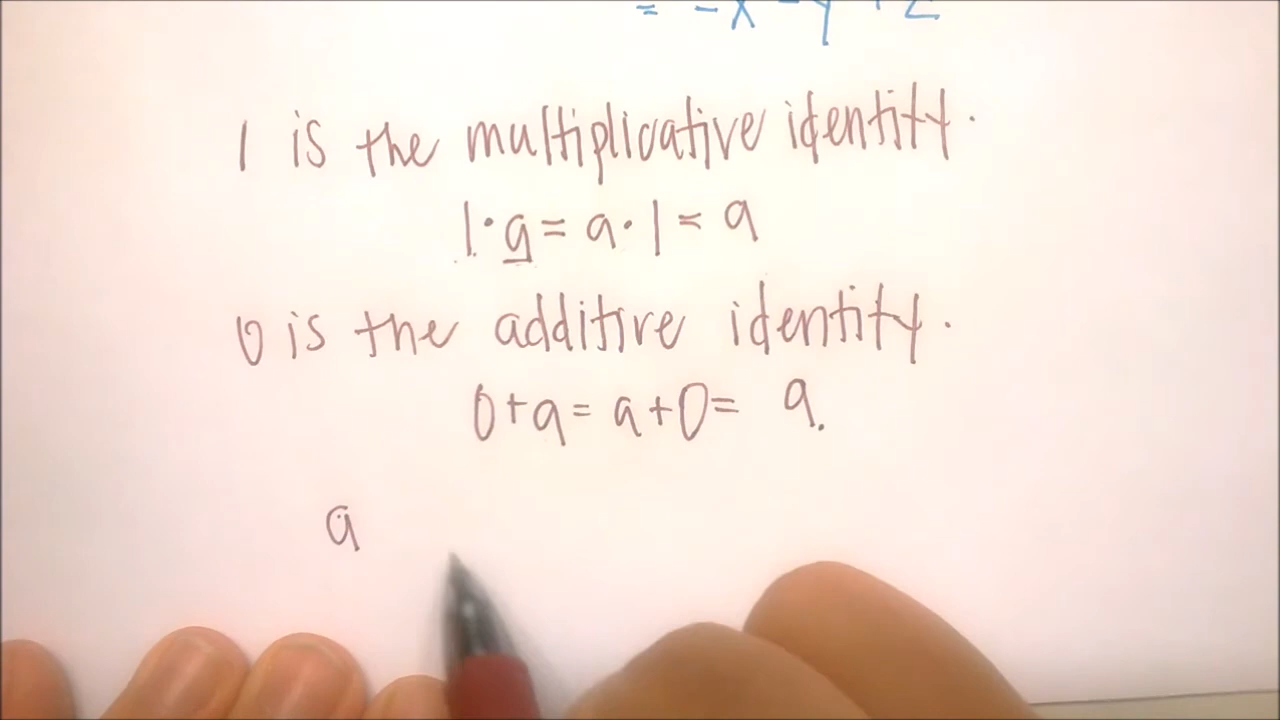 = -x - y + z
1 is the multiplicative identity.
1·a = a·1 = a
0 is the additive identity.
0+a = a+0 = a.
a